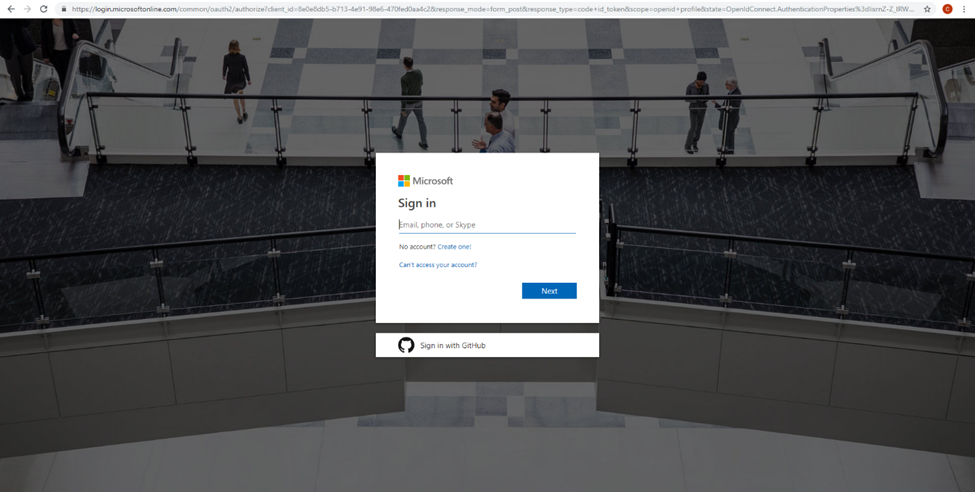 https://login.microsoftonline.com/common/oauth2/authorize?client_id=8e0e8db5-b713-4e91-98e6-470fed0aa4c2&response_mode=form_post&response_type=code+id_token&scope=openid+profile&state=OpenIdConnect.AuthenticationProperties%3dIisrnZ-Z_BRW...
C
Microsoft
Sign in
Email, phone, or Skype
No account? Create one!
Can't access your account?
Next
Sign in with GitHub